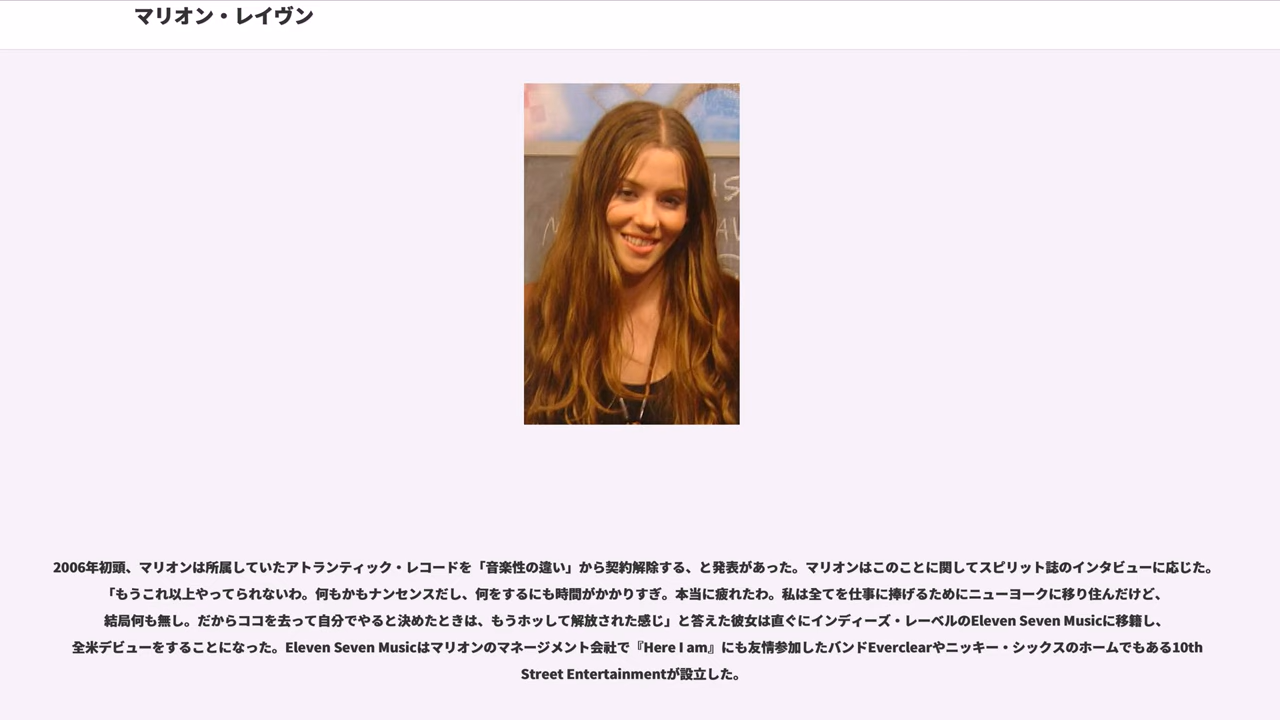 マリオン・レイヴン
2006年初頭、マリオンは所属していたアトランティック・レコードを「音楽性の違い」から契約解除する、と発表があった。マリオンはこのことに関してスピリット誌のインタビューに応じた。
「もうこれ以上やってられないわ。何もかもナンセンスだし、何をするにも時間がかかりすぎ。本当に疲れたわ。私は全てを仕事に捧げるためにニューヨークに移り住んだけど、
結局何も無し。だからココを去って自分でやると決めたときは、もうホッして解放された感じ」と答えた彼女は直ぐにインディーズ・レーベルのEleven Seven Musicに移籍し、
全米デビューをすることになった。Eleven Seven Musicはマリオンのマネージメント会社で『Here I am』にも友情参加したバンドEverclearやニッキー・シックスのホームでもある10th
Street Entertainmentが設立した。